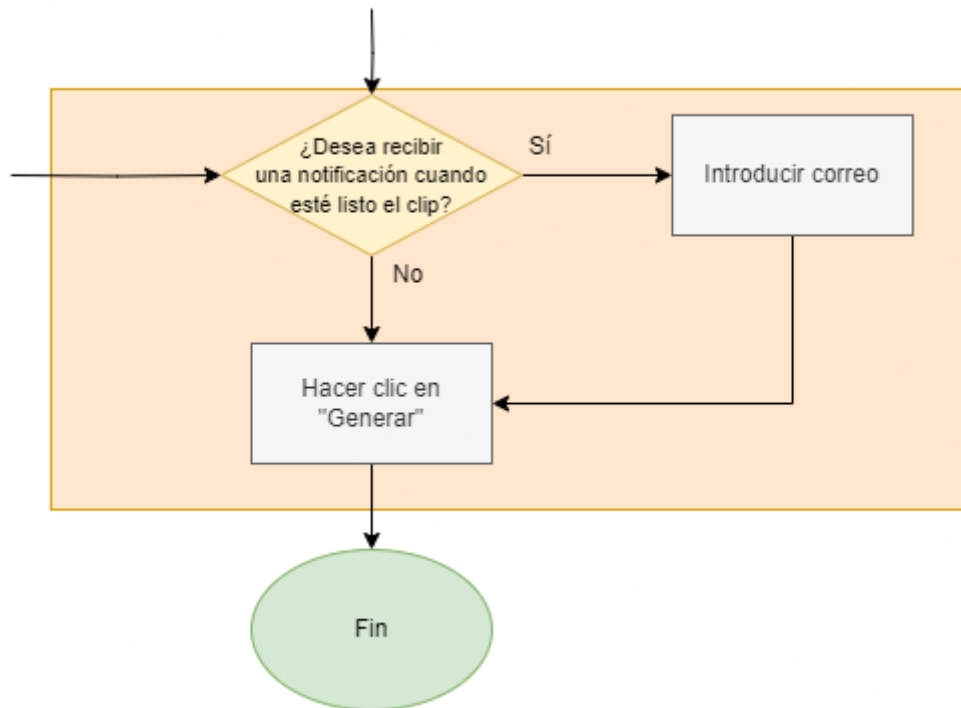 ¿Desea recibir
una notificación cuando
esté listo el clip?
Sí
Introducir correo
No
Hacer clic en
"Generar"
Fin